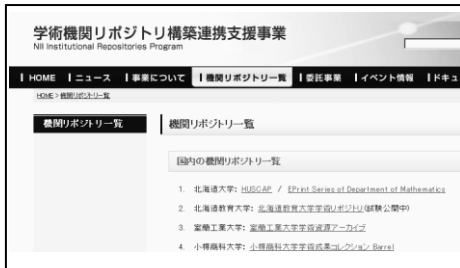 学術機関リポジトリ構築連携支援事業
NII Institutional Repositories Program
HOME ニュース 事業について 機関リポジトリ一覧 委託事業 イベント情報 ドキュ
HOME > 機関リポジトリ一覧
機関リポジトリ一覧
機関リポジトリ一覧
国内の機関リポジトリ一覧
1. 北海道大学: HUSCAP / EPrint Series of Department of Mathematics
2. 北海道教育大学: 北海道教育大学学術リポジトリ(試験公開中)
3. 室蘭工業大学: 室蘭工業大学学術資源アーカイブ
4. 小樽商科大学: 小樽商科大学学術成果コレクション Barrel